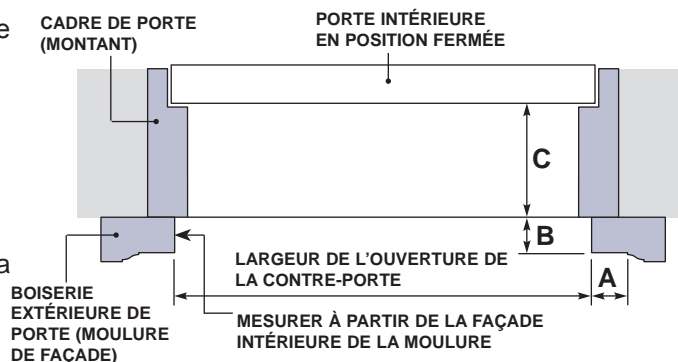 e
CADRE DE PORTE
(MONTANT)
PORTE INTÉRIEURE
EN POSITION FERMÉE
C
B
A
a
LARGEUR DE L’OUVERTURE DE
LA CONTRE-PORTE
BOISERIE
EXTÉRIEURE DE
PORTE (MOULURE
DE FAÇADE)
MESURER À PARTIR DE LA FAÇADE
INTÉRIEURE DE LA MOULURE